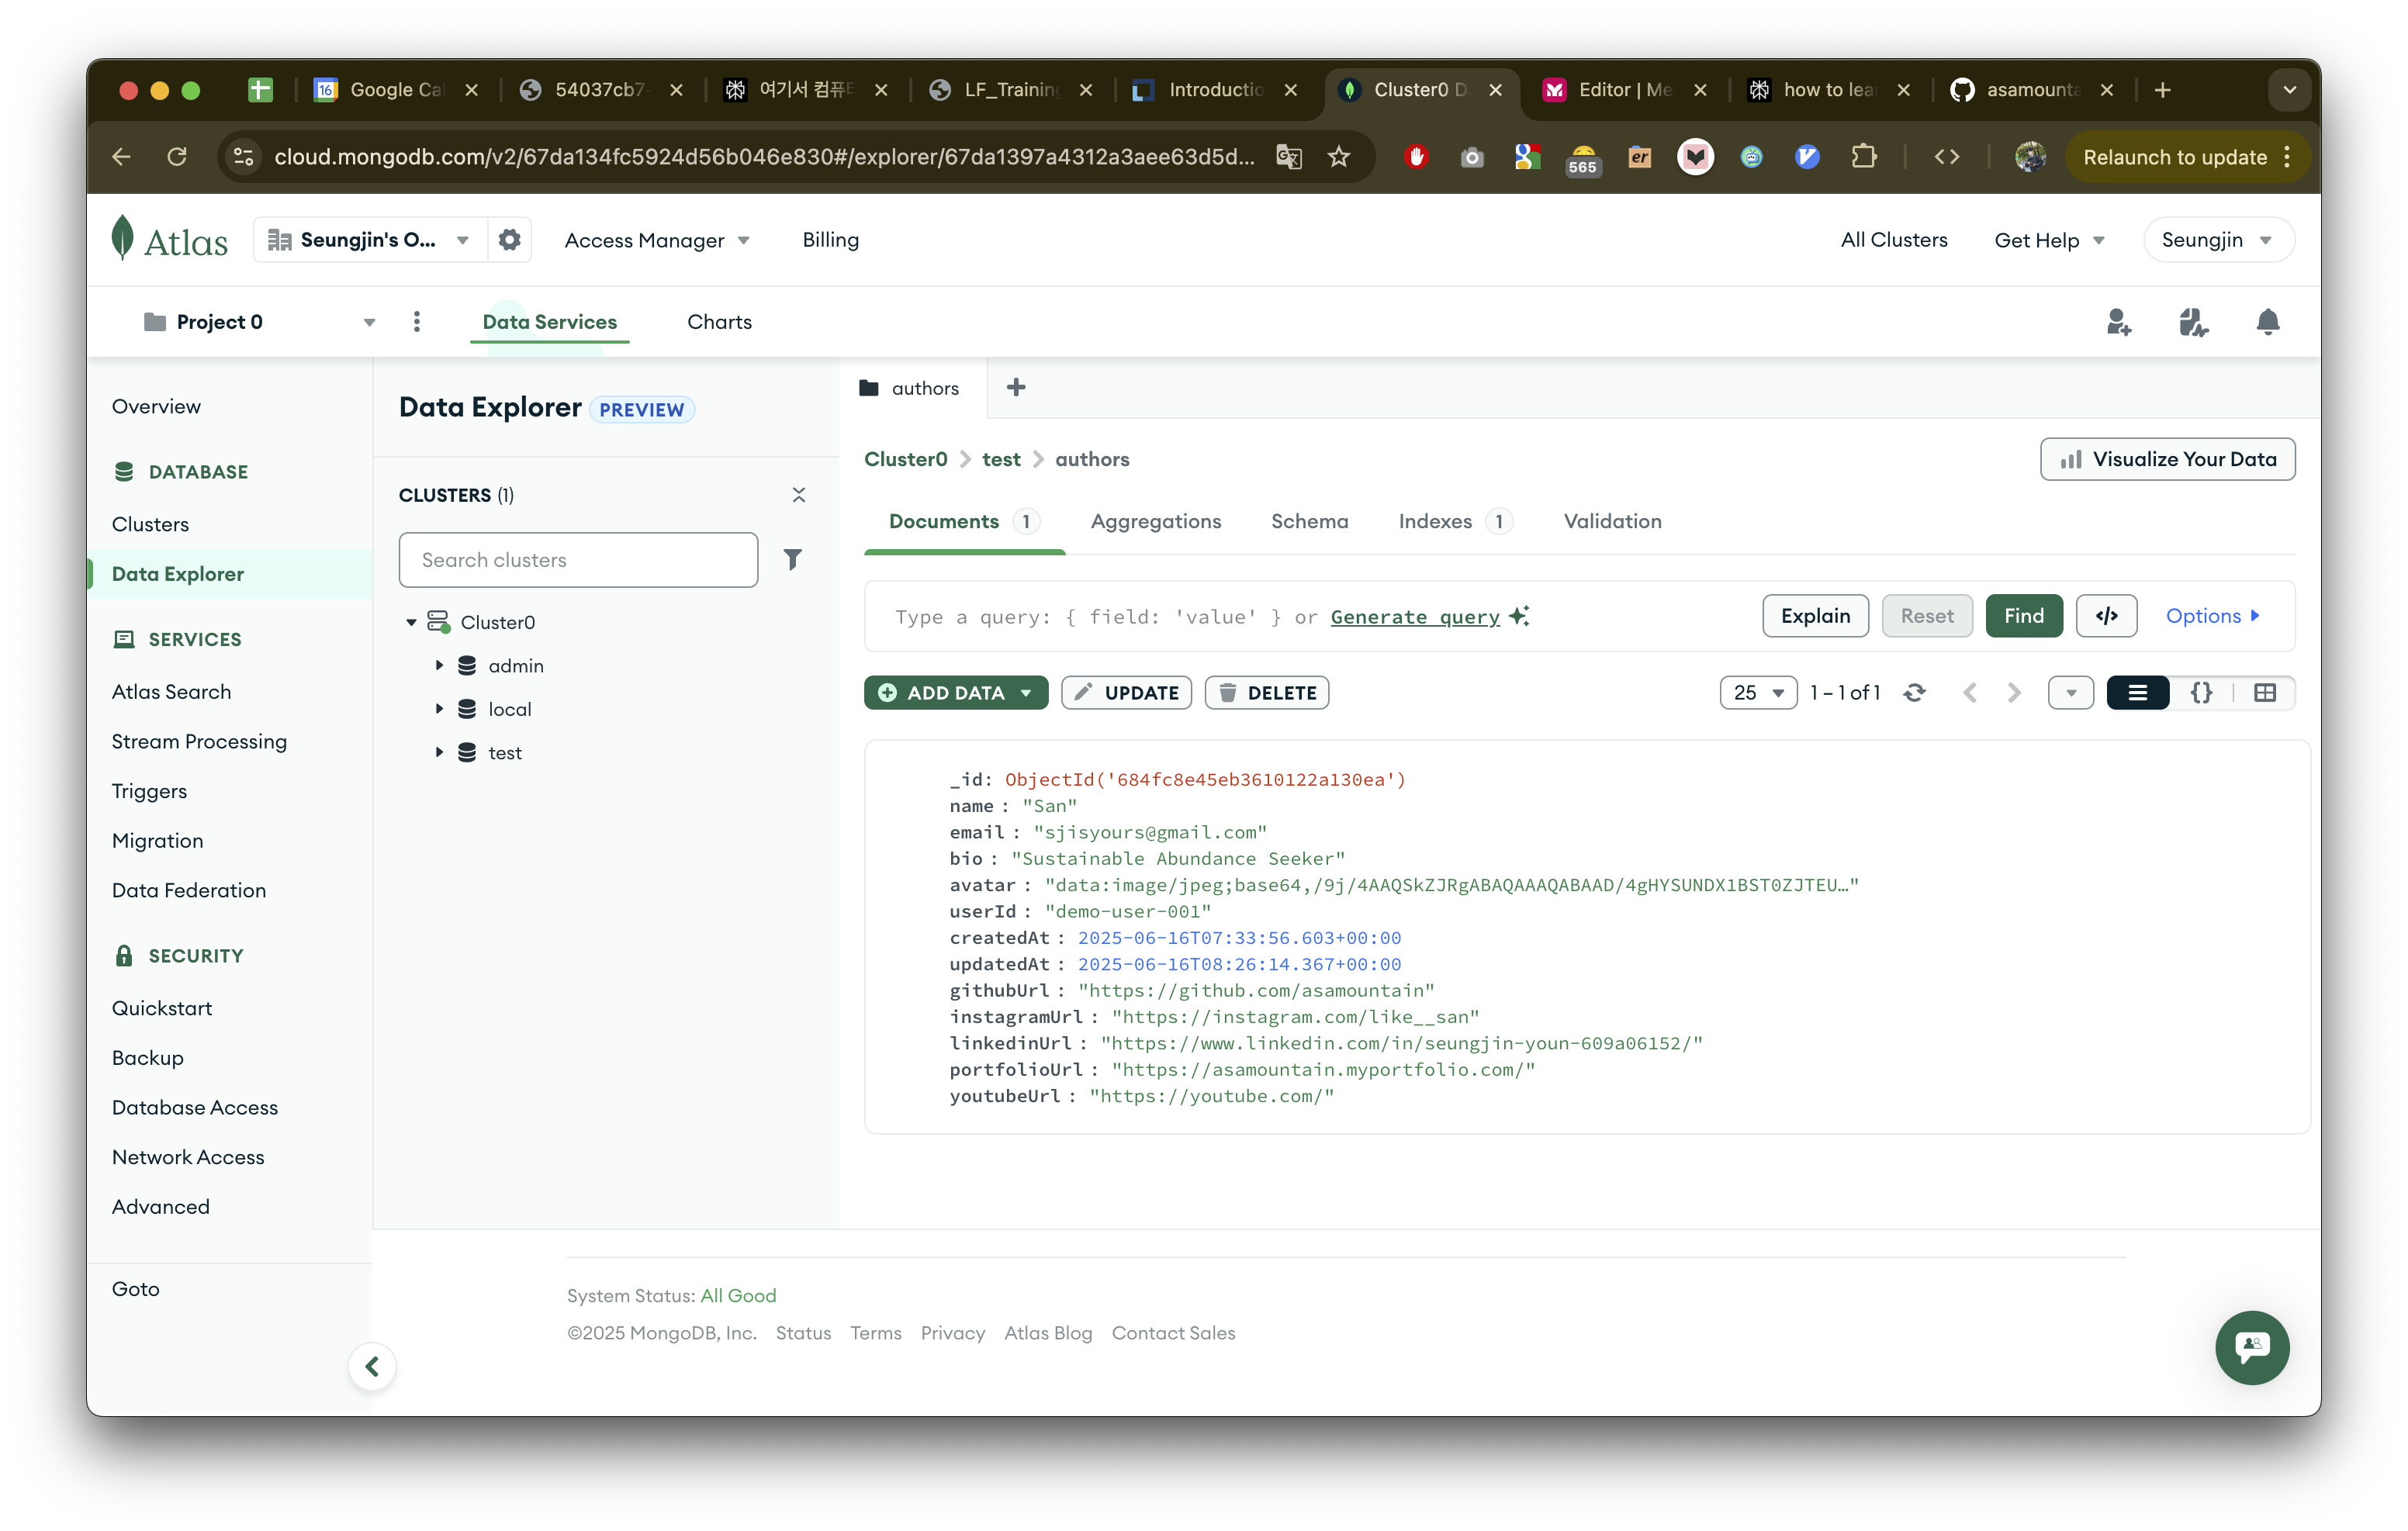 16 Google Cal
54037cb7-
여기서 컴퓨터
LF_Training
Introductio
Cluster0 D
Editor | Me
how to lea
asamounta
cloud.mongodb.com/v2/67da134fc5924d56b046e830#/explorer/67da1397a4312a3aee63d5d...
565
er
Relaunch to update
Atlas
Seungjin's O...
Access Manager
Billing
All Clusters
Get Help
Seungjin
Project 0
Data Services
Charts
Overview
DATABASE
Clusters
Data Explorer
SERVICES
Atlas Search
Stream Processing
Triggers
Migration
Data Federation
SECURITY
Quickstart
Backup
Database Access
Network Access
Advanced
Goto
Data Explorer PREVIEW
CLUSTERS (1)
Search clusters
Cluster0
admin
local
test
authors
Cluster0 > test > authors
Visualize Your Data
Documents 1
Aggregations
Schema
Indexes 1
Validation
Type a query: { field: 'value' } or Generate query
Explain
Reset
Find
</>
Options
ADD DATA
UPDATE
DELETE
25
1 – 1 of 1
{}
_id: ObjectId('684fc8e45eb3610122a130ea')
name : "San"
email : "sjisyours@gmail.com"
bio : "Sustainable Abundance Seeker"
avatar : "data:image/jpeg;base64,/9j/4AAQSkZJRgABAQAAAQABAAD/4gHYSUNDX1BST0ZJTEU…"
userId : "demo-user-001"
createdAt : 2025-06-16T07:33:56.603+00:00
updatedAt : 2025-06-16T08:26:14.367+00:00
githubUrl : "https://github.com/asamountain"
instagramUrl : "https://instagram.com/like__san"
linkedinUrl : "https://www.linkedin.com/in/seungjin-youn-609a06152/"
portfolioUrl : "https://asamountain.myportfolio.com/"
youtubeUrl : "https://youtube.com/"
System Status: All Good
©2025 MongoDB, Inc. Status Terms Privacy Atlas Blog Contact Sales